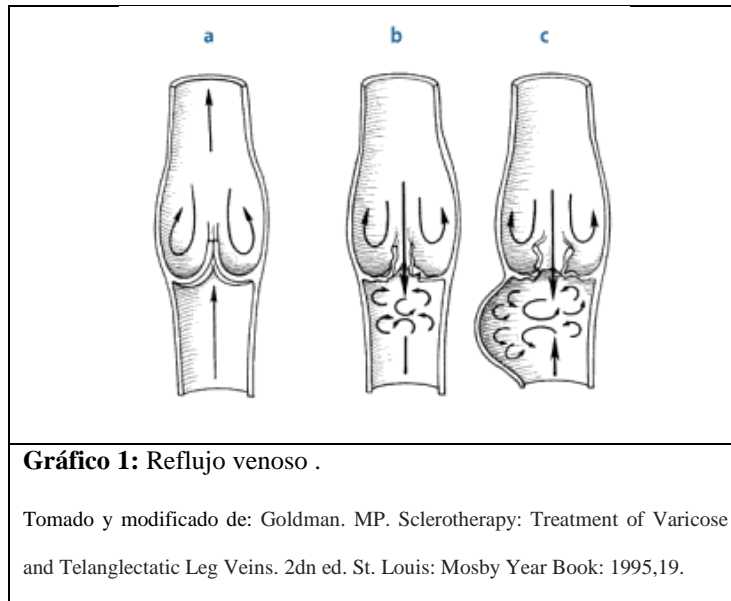 a b c
Gráfico 1: Reflujo venoso .
Tomado y modificado de: Goldman. MP. Sclerotherapy: Treatment of Varicose
and Telanglectatic Leg Veins. 2dn ed. St. Louis: Mosby Year Book: 1995,19.